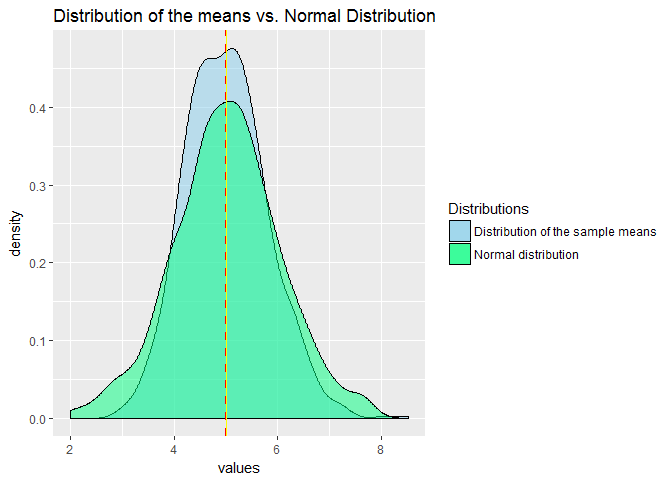 Distribution of the means vs. Normal Distribution
density
0.4
0.3
0.2
0.1
0.0
2 4 6 8
values
Distributions
Distribution of the sample means
Normal distribution